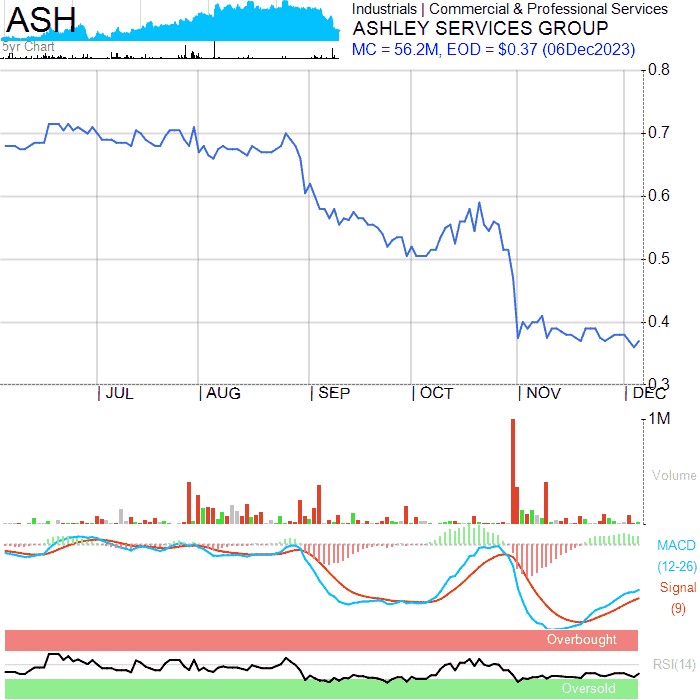 ASH
5yr Chart
Industrials | Commercial & Professional Services
ASHLEY SERVICES GROUP
MC = 56.2M, EOD = $0.37 (06Dec2023)
0.8
0.7
0.6
0.5
0.4
0.3
JUL AUG SEP OCT NOV DEC
1M
Volume
MACD
(12-26)
Signal
(9)
Overbought
RSI(14)
Oversold